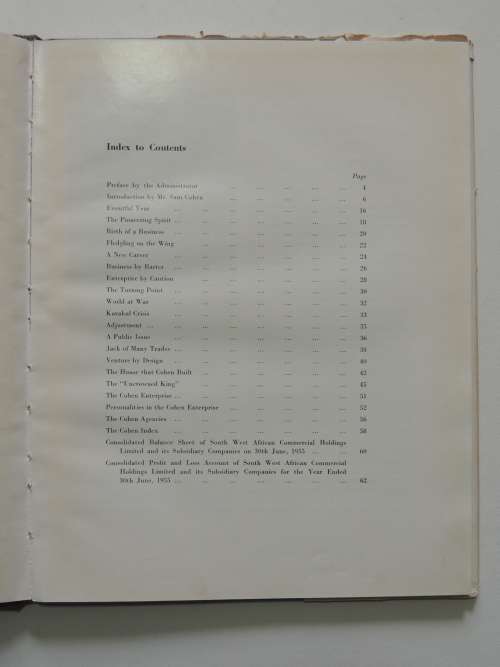 Index to Contents
Page
Preface by the Administrator ... ... ... ... ... 4
Introduction by Mr. Sam Cohen ... ... ... ... ... 6
Eventful Year ... ... ... ... ... ... ... 16
The Pioneering Spirit ... ... ... ... ... ... ... 18
Birth of a Business ... ... ... ... ... ... ... 20
Fledgling on the Wing ... ... ... ... ... ... 22
A New Career ... ... ... ... ... ... ... 24
Business by Barter ... ... ... ... ... ... ... 26
Enterprise by Caution ... ... ... ... ... ... 28
The Turning Point ... ... ... ... ... ... ... 30
World at War ... ... ... ... ... ... ... 32
Karakul Crisis ... ... ... ... ... ... ... 33
Adjustment ... ... ... ... ... ... ... 35
A Public Issue ... ... ... ... ... ... ... 36
Jack of Many Trades ... ... ... ... ... ... ... 38
Venture by Design ... ... ... ... ... ... ... 40
The House that Cohen Built ... ... ... ... ... ... 42
The "Uncrowned King" ... ... ... ... ... ... 45
The Cohen Enterprise ... ... ... ... ... ... ... 51
Personalities in the Cohen Enterprise ... ... ... ... ... 52
The Cohen Agencies ... ... ... ... ... ... ... 56
The Cohen Index ... ... ... ... ... ... ... 58
Consolidated Balance Sheet of South West African Commercial Holdings
Limited and its Subsidiary Companies on 30th June, 1955 ... ... 60
Consolidated Profit and Loss Account of South West African Commercial
Holdings Limited and its Subsidiary Companies for the Year Ended
30th June, 1955 ... ... ... ... ... ... ... 62